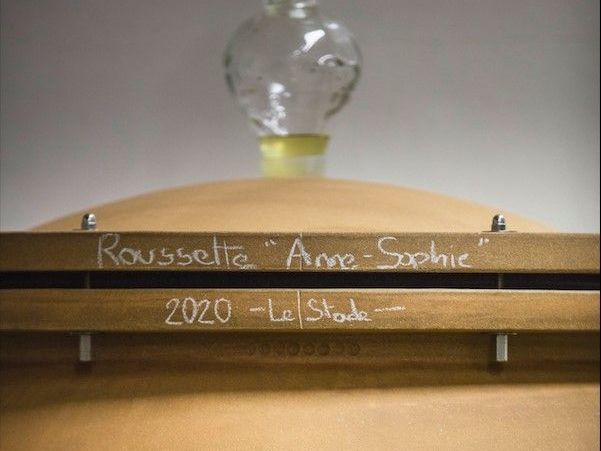 Roussette "Anne-Sophie"
2020 - Le Stade -